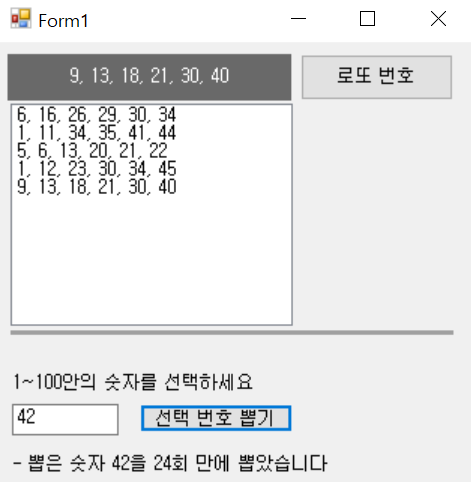 Form1
9, 13, 18, 21, 30, 40
로또 번호
6, 16, 26, 29, 30, 34
1, 11, 34, 35, 41, 44
5, 6, 13, 20, 21, 22
1, 12, 23, 30, 34, 45
9, 13, 18, 21, 30, 40
1~100안의 숫자를 선택하세요
42
선택 번호 뽑기
- 뽑은 숫자 42을 24회 만에 뽑았습니다